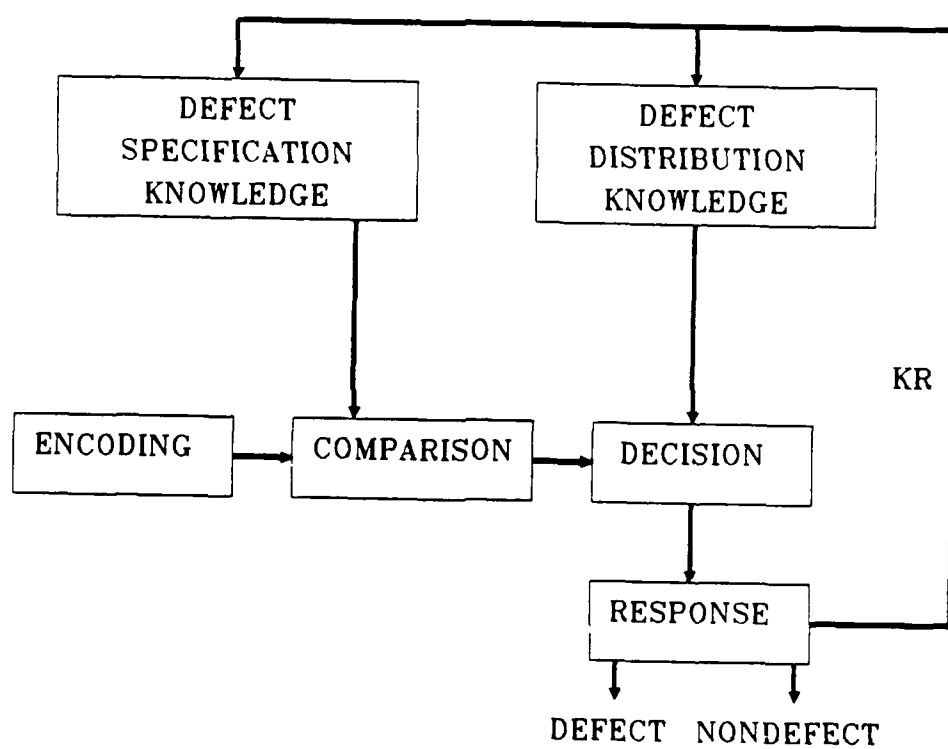 DEFECT
SPECIFICATION
KNOWLEDGE
DEFECT
DISTRIBUTION
KNOWLEDGE
KR
ENCODING
COMPARISON
DECISION
RESPONSE
DEFECT
NONDEFECT